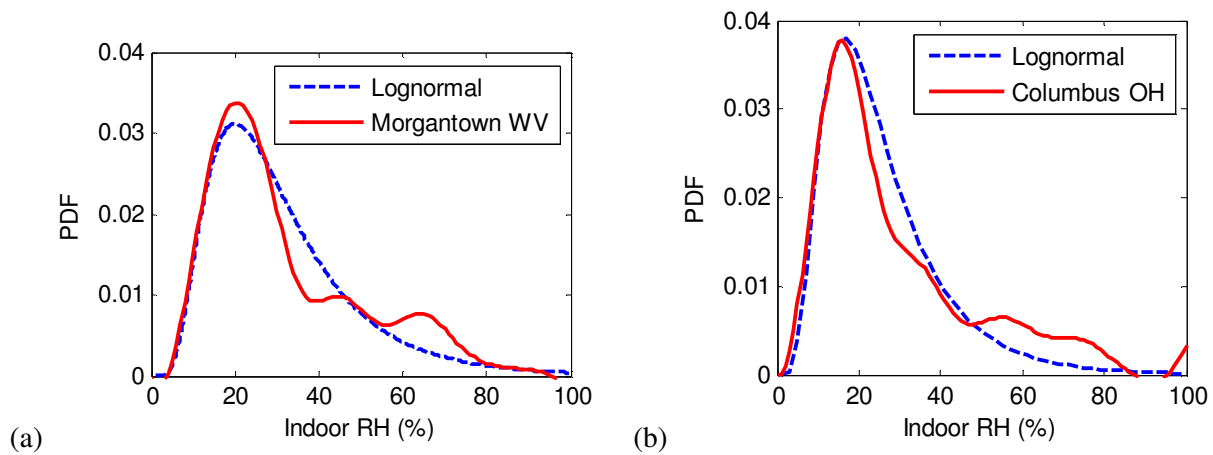 0.04
0.03
0.02
0.01
0
PDF
Lognormal
Morgantown WV
0 20 40 60 80 100
Indoor RH (%)
(a)
0.04
0.03
0.02
0.01
0
PDF
Lognormal
Columbus OH
0 20 40 60 80 100
Indoor RH (%)
(b)